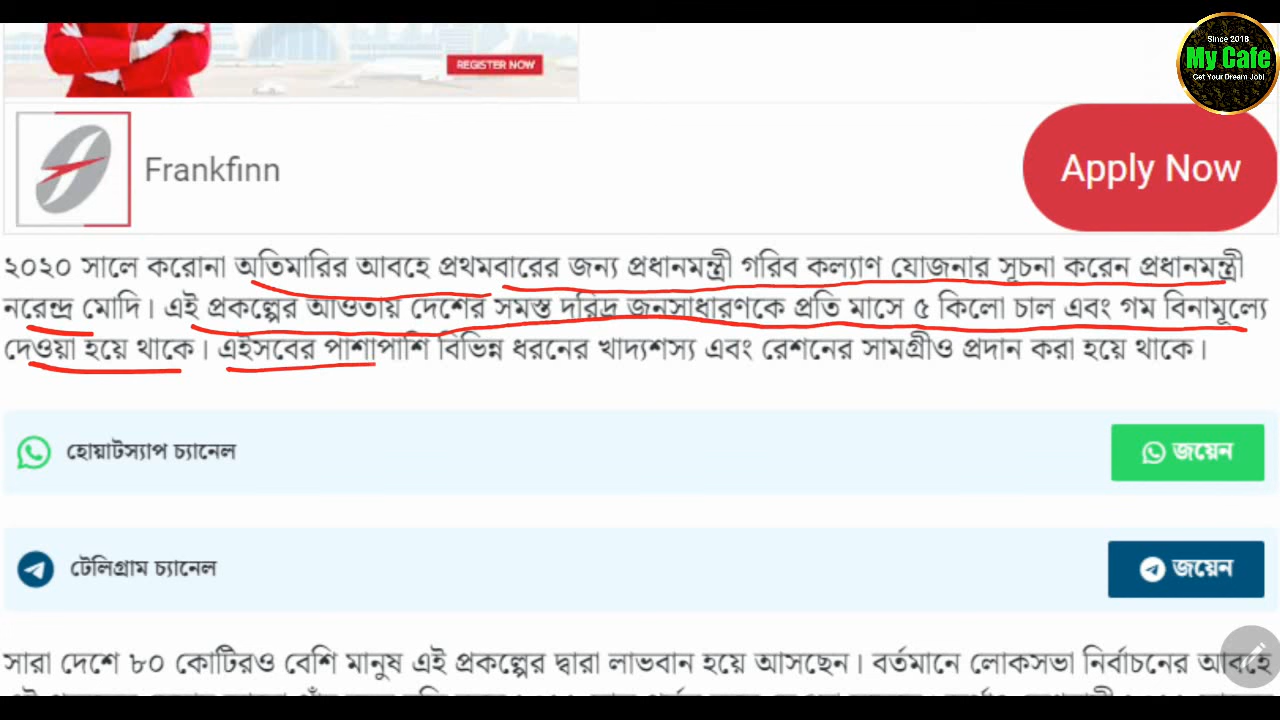 Since 2018
My Cafe
Get Your Dream Job!
REGISTER NOW
Frankfinn
Apply Now
২০২০ সালে করোনা অতিমারির আবহে প্রথমবারের জন্য প্রধানমন্ত্রী গরিব কল্যাণ যোজনার সূচনা করেন প্রধানমন্ত্রী
নরেন্দ্র মোদি। এই প্রকল্পের আওতায় দেশের সমস্ত দরিদ্র জনসাধারণকে প্রতি মাসে ৫ কিলো চাল এবং গম বিনামূল্যে
দেওয়া হয়ে থাকে। এইসবের পাশাপাশি বিভিন্ন ধরনের খাদ্যশস্য এবং রেশনের সামগ্রীও প্রদান করা হয়ে থাকে।
হোয়াটস্যাপ চ্যানেল
জয়েন
টেলিগ্রাম চ্যানেল
জয়েন
সারা দেশে ৮০ কোটিরও বেশি মানুষ এই প্রকল্পের দ্বারা লাভবান হয়ে আসছেন। বর্তমানে লোকসভা নির্বাচনের আবহে